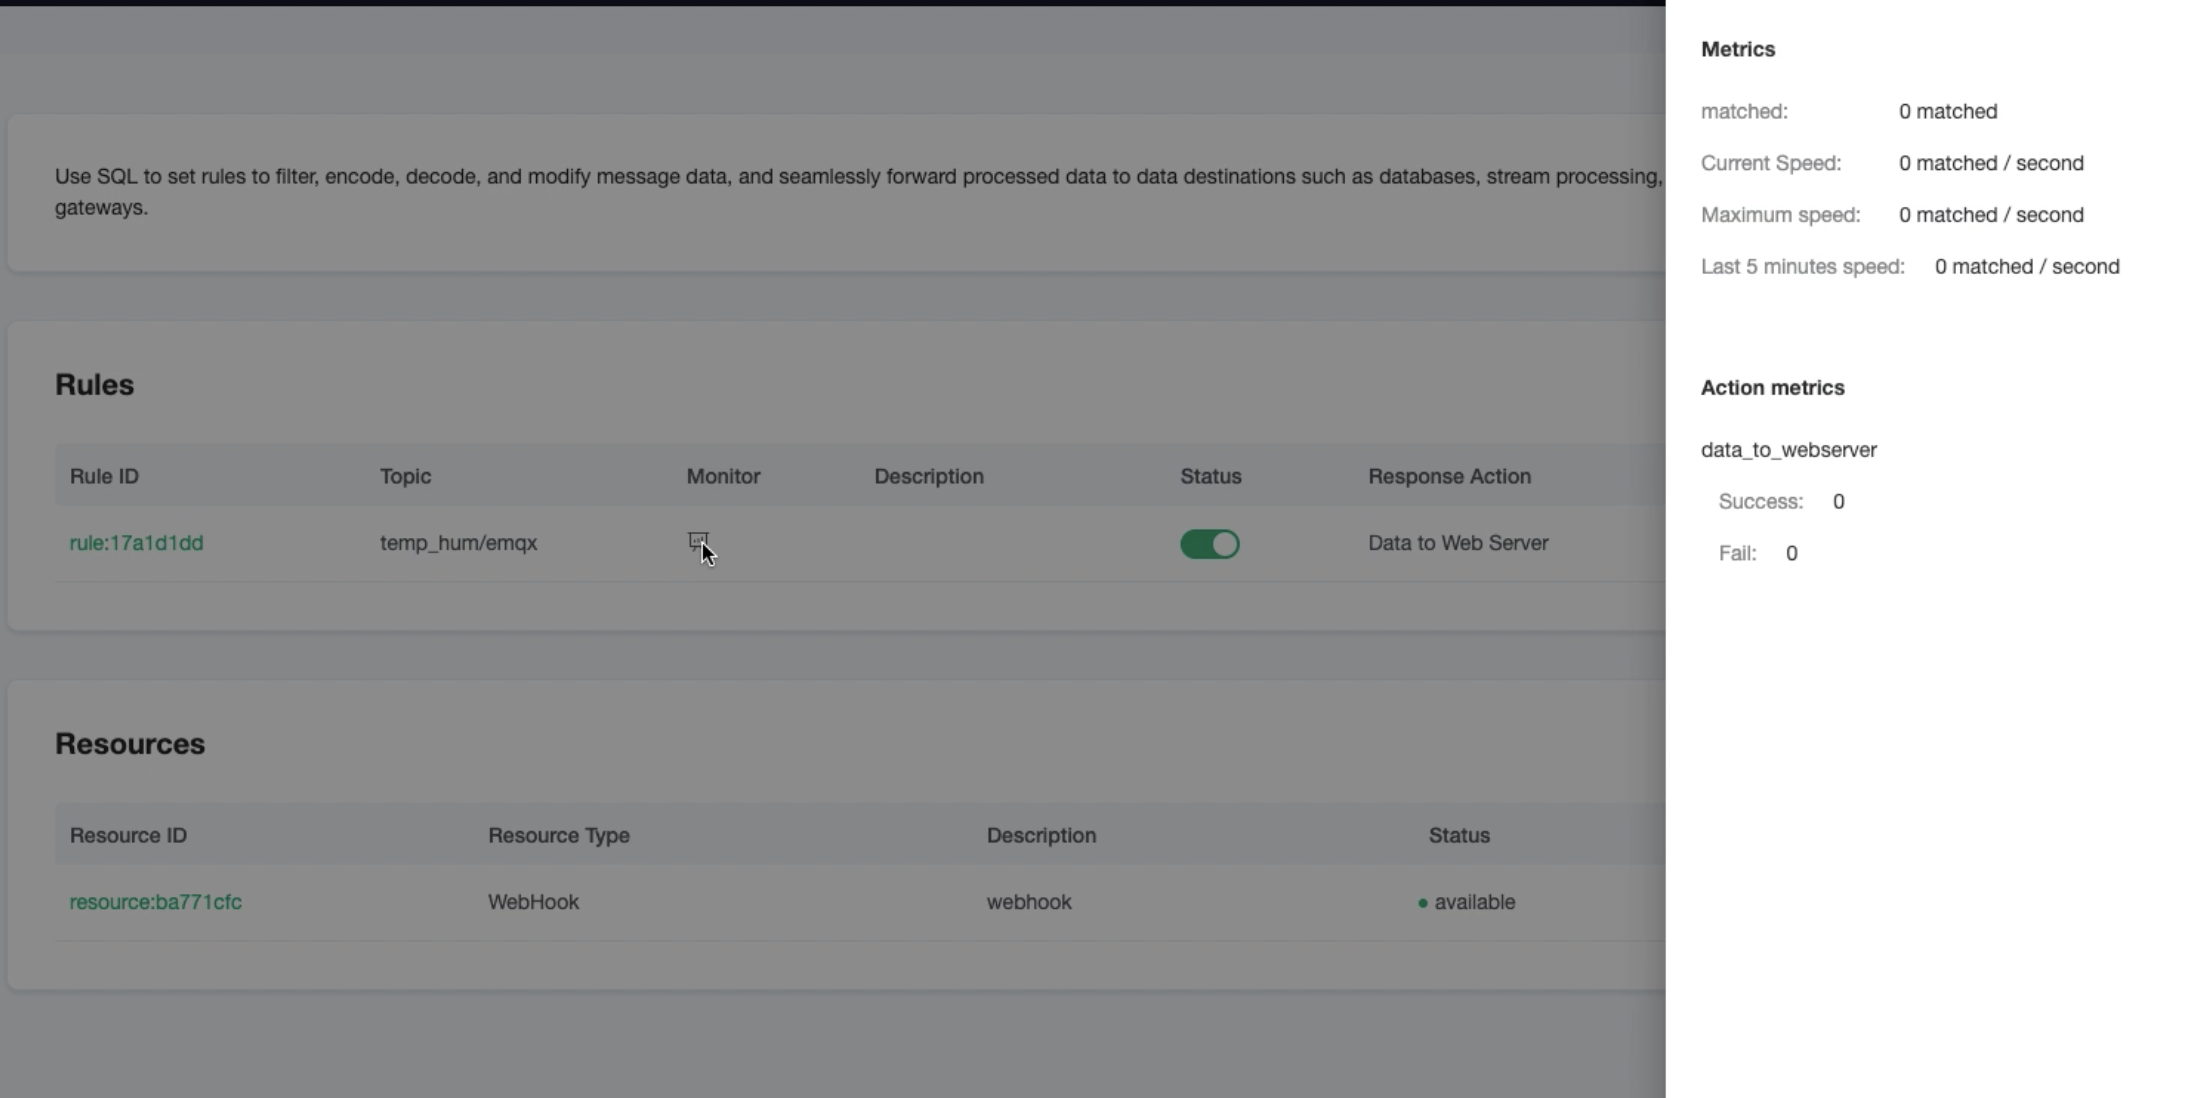 Use SQL to set rules to filter, encode, decode, and modify message data, and seamlessly forward processed data to data destinations such as databases, stream processing,
gateways.
Rules
Rule ID Topic Monitor Description Status Response Action
rule:17a1d1dd temp_hum/emqx Data to Web Server
Resources
Resource ID Resource Type Description Status
resource:ba771cfc WebHook webhook available
Metrics
matched: 0 matched
Current Speed: 0 matched / second
Maximum speed: 0 matched / second
Last 5 minutes speed: 0 matched / second
Action metrics
data_to_webserver
Success: 0
Fail: 0